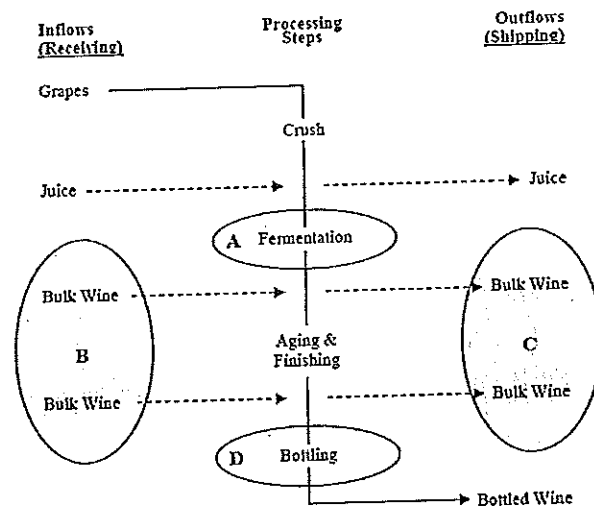 Inflows
(Receiving)
Processing
Steps
Outflows
(Shipping)
Grapes
Crush
Juice
Juice
A Fermentation
Bulk Wine
Bulk Wine
B
Aging &
Finishing
C
Bulk Wine
Bulk Wine
D Bottling
Bottled Wine